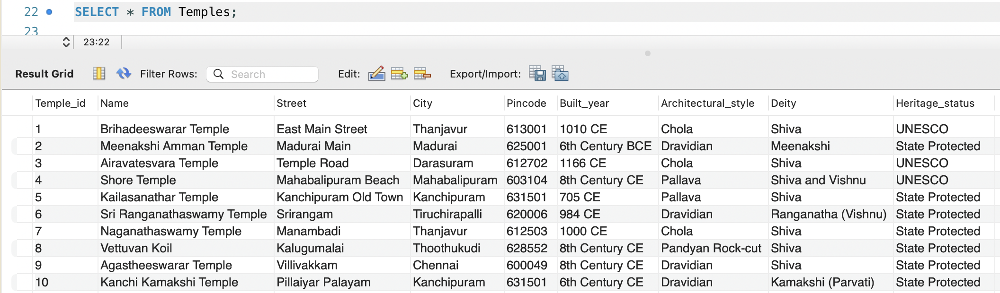 22 SELECT * FROM Temples;
23
23:22
Result Grid Filter Rows: Search Edit: Export/Import:
Temple_id Name Street City Pincode Built_year Architectural_style Deity Heritage_status
1 Brihadeeswarar Temple East Main Street Thanjavur 613001 1010 CE Chola Shiva UNESCO
2 Meenakshi Amman Temple Madurai Main Madurai 625001 6th Century BCE Dravidian Meenakshi State Protected
3 Airavatesvara Temple Temple Road Darasuram 612702 1166 CE Chola Shiva UNESCO
4 Shore Temple Mahabalipuram Beach Mahabalipuram 603104 8th Century CE Pallava Shiva and Vishnu UNESCO
5 Kailasanathar Temple Kanchipuram Old Town Kanchipuram 631501 705 CE Pallava Shiva State Protected
6 Sri Ranganathaswamy Temple Srirangam Tiruchirapalli 620006 984 CE Dravidian Ranganatha (Vishnu) State Protected
7 Naganathaswamy Temple Manambadi Thanjavur 612503 1000 CE Chola Shiva State Protected
8 Vettuvan Koil Kalugumalai Thoothukudi 628552 8th Century CE Pandyan Rock-cut Shiva State Protected
9 Agastheeswarar Temple Villivakkam Chennai 600049 8th Century CE Dravidian Shiva State Protected
10 Kanchi Kamakshi Temple Pillaiyar Palayam Kanchipuram 631501 6th Century CE Dravidian Kamakshi (Parvati) State Protected